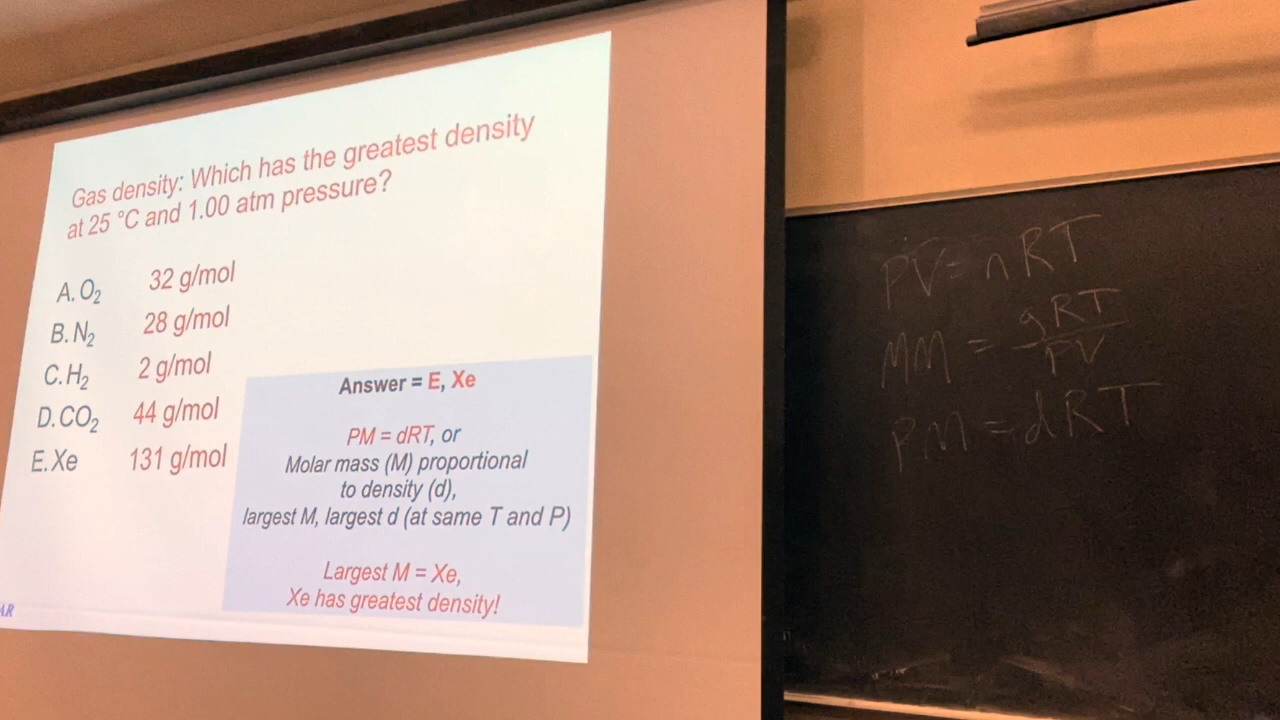 Gas density: Which has the greatest density
at 25 °C and 1.00 atm pressure?
A. O₂ 32 g/mol
B. N₂ 28 g/mol
C. H₂ 2 g/mol
D. CO₂ 44 g/mol
E. Xe 131 g/mol
Answer = E, Xe
PM = dRT, or
Molar mass (M) proportional
to density (d),
largest M, largest d (at same T and P)
Largest M = Xe,
Xe has greatest density!
AR
PV = nRT
MM = gRT/PV
PM = dRT